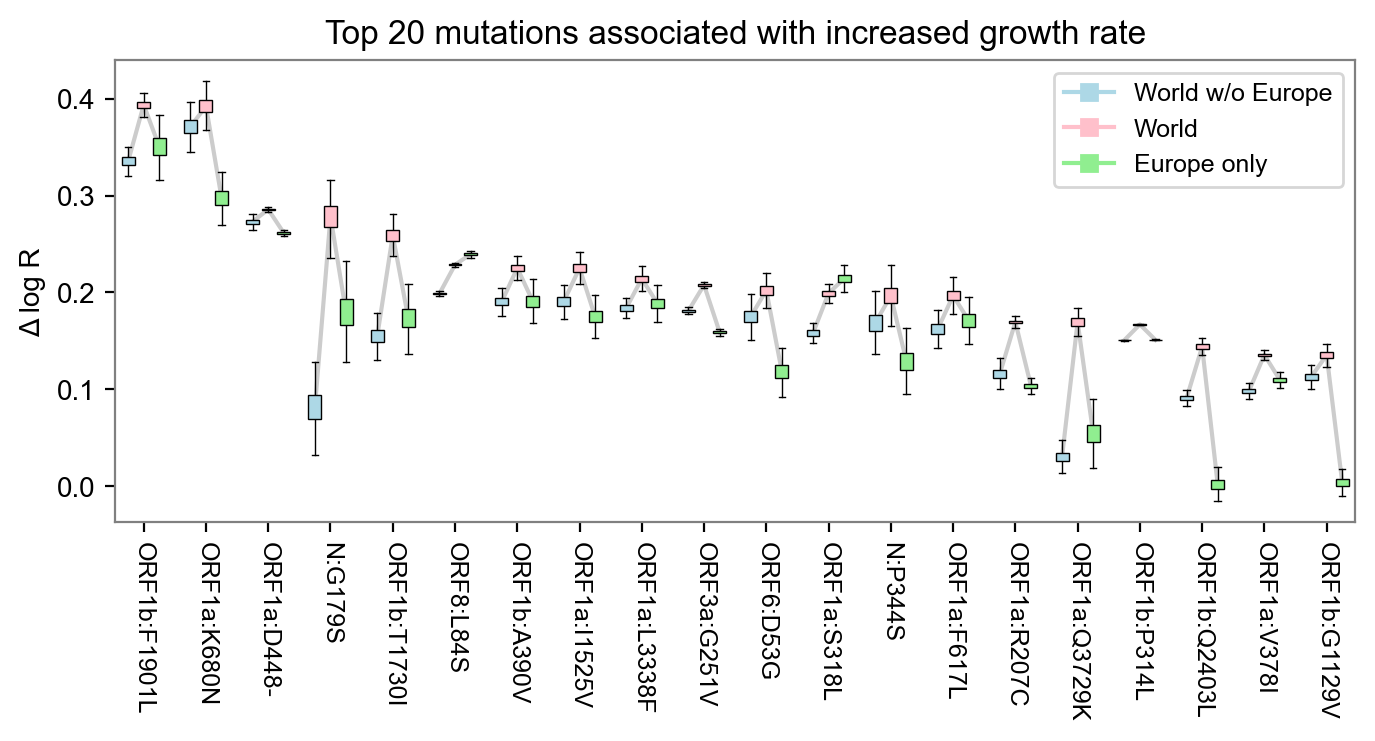 Top 20 mutations associated with increased growth rate
Δ log R
0.4
0.3
0.2
0.1
0.0
World w/o Europe
World
Europe only
ORF1b:F1901L
ORF1a:K680N
ORF1a:D448-
N:G179S
ORF1b:T1730I
ORF8:L84S
ORF1b:A390V
ORF1a:I1525V
ORF1a:L3338F
ORF3a:G251V
ORF6:D53G
ORF1a:S318L
N:P344S
ORF1a:F617L
ORF1a:R207C
ORF1a:Q3729K
ORF1b:P314L
ORF1b:Q2403L
ORF1a:V378I
ORF1b:G1129V